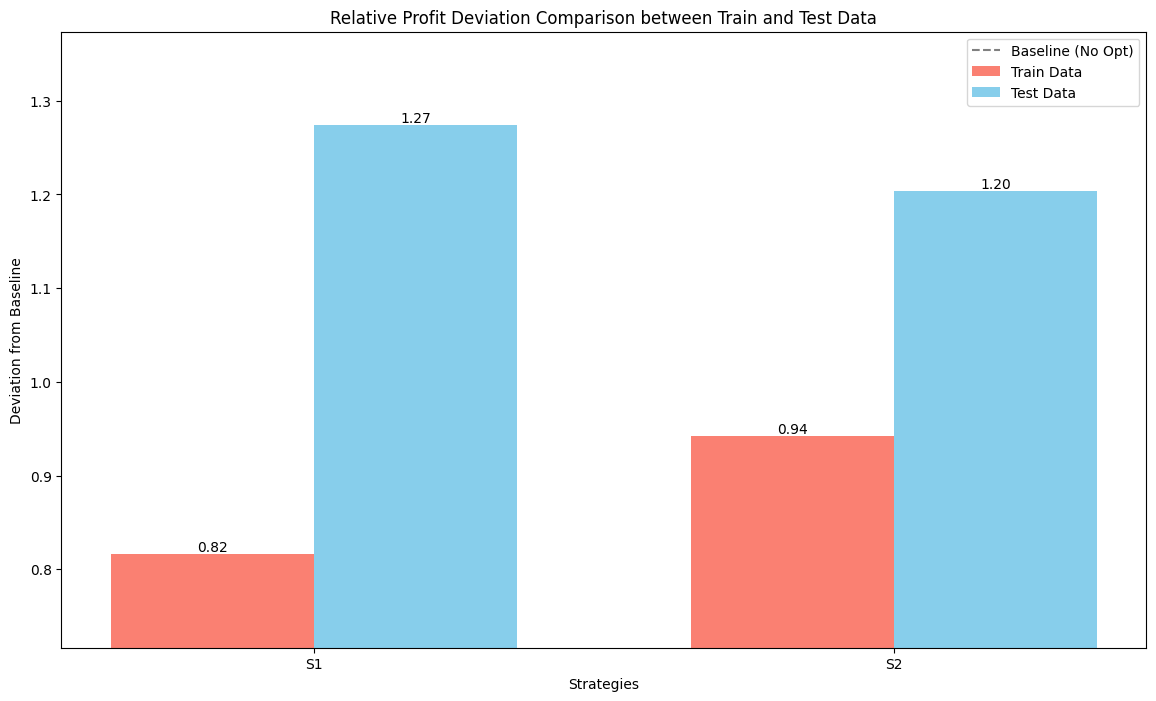 Relative Profit Deviation Comparison between Train and Test Data
Baseline (No Opt)
Train Data
Test Data
1.3
1.2
1.1
1.0
0.9
0.8
Deviation from Baseline
0.82
1.27
0.94
1.20
S1
S2
Strategies